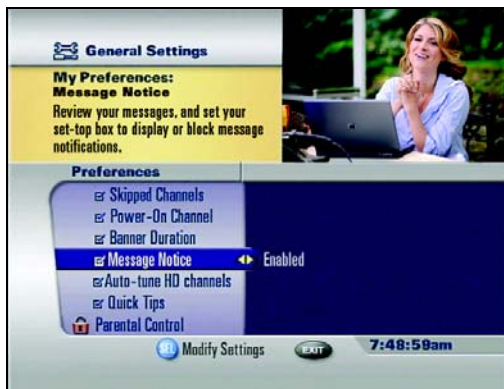 General Settings
My Preferences:
Message Notice
Review your messages, and set your
set-top box to display or block message
notifications.
Preferences
Skipped Channels
Power-On Channel
Banner Duration
Message Notice Enabled
Auto-tune HD channels
Quick Tips
Parental Control
SEL Modify Settings EXIT 7:48:59am